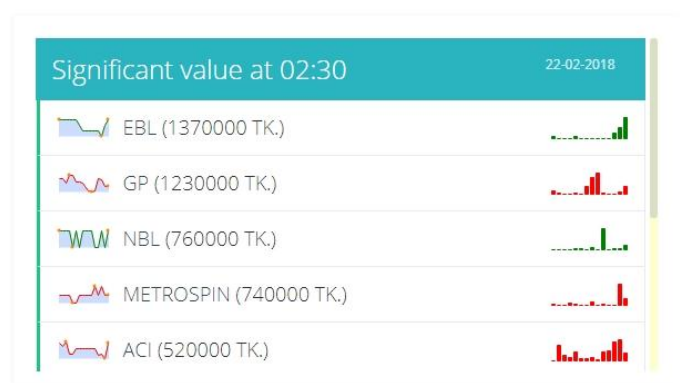 Significant value at 02:30 22-02-2018
EBL (1370000 TK.)
GP (1230000 TK.)
NBL (760000 TK.)
METROSPIN (740000 TK.)
ACI (520000 TK.)